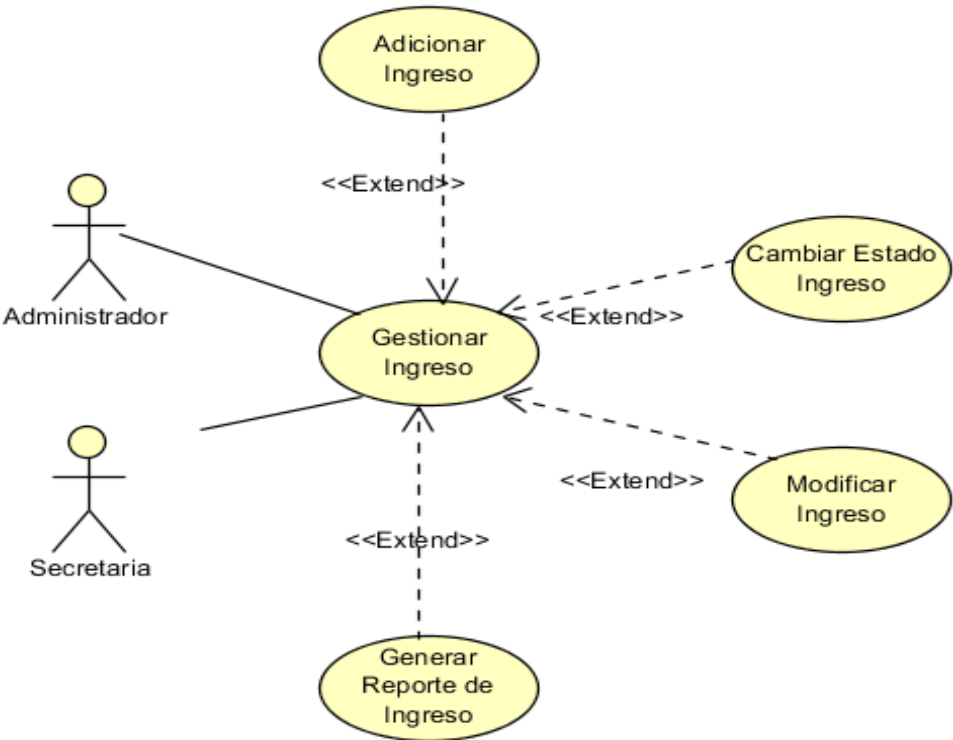 Adicionar
Ingreso
<<Extend>>
Administrador
Cambiar Estado
Ingreso
<<Extend>>
Gestionar
Ingreso
<<Extend>>
Modificar
Ingreso
<<Extend>>
Secretaria
Generar
Reporte de
Ingreso